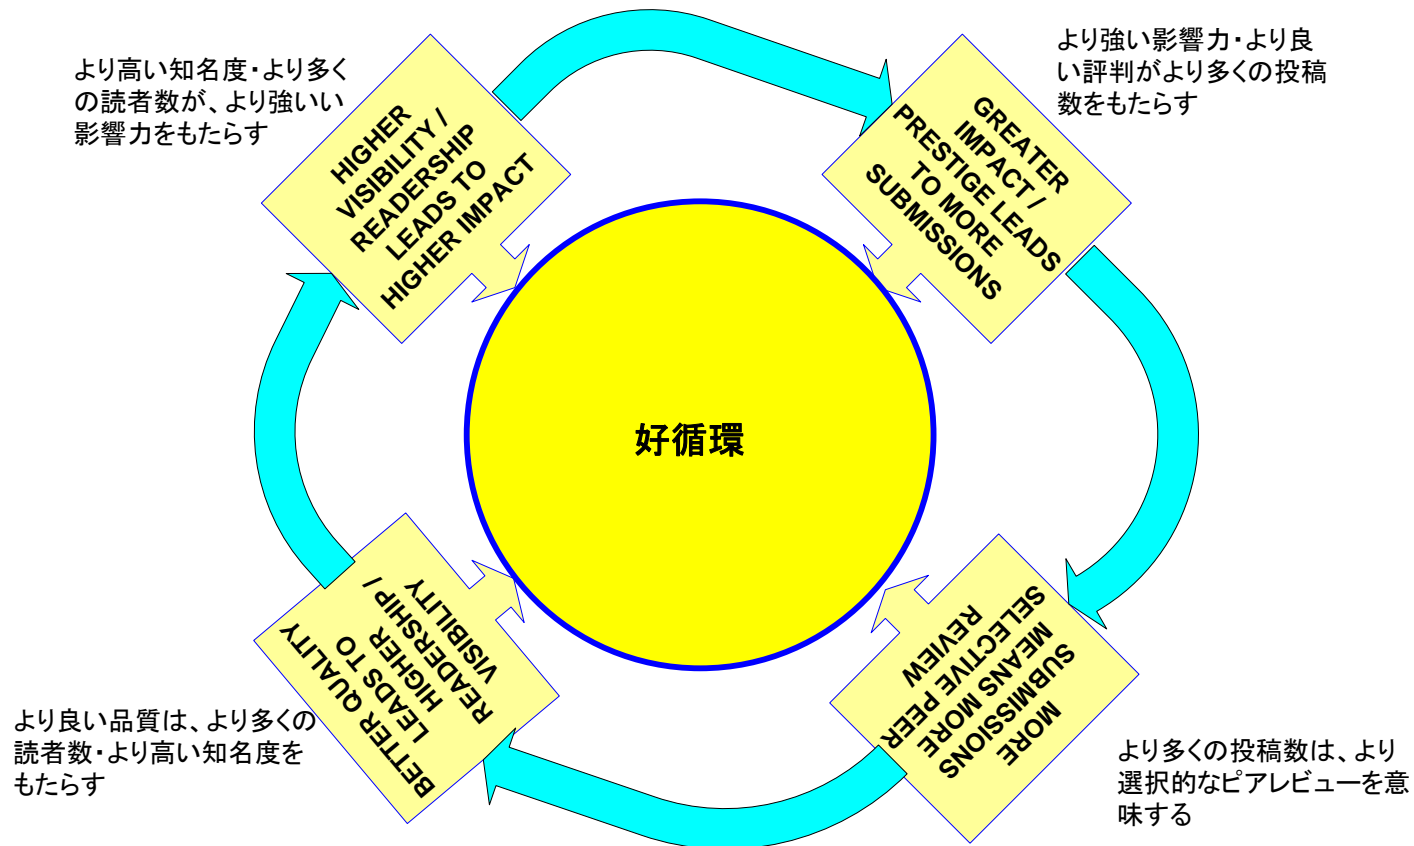 より高い知名度・より多く
の読者数が、より強いい
影響力をもたらす
HIGHER
VISIBILITY /
READERSHIP
LEADS TO
HIGHER IMPACT
より強い影響力・より良
い評判がより多くの投稿
数をもたらす
GREATER
IMPACT /
PRESTIGE LEADS
TO MORE
SUBMISSIONS
好循環
MORE
SUBMISSIONS
MEANS MORE
SELECTIVE PEER
REVIEW
より多くの投稿数は、より
選択的なピアレビューを意
味する
BETTER QUALITY
LEADS TO
HIGHER
READERSHIP /
VISIBILITY
より良い品質は、より多くの
読者数・より高い知名度を
もたらす